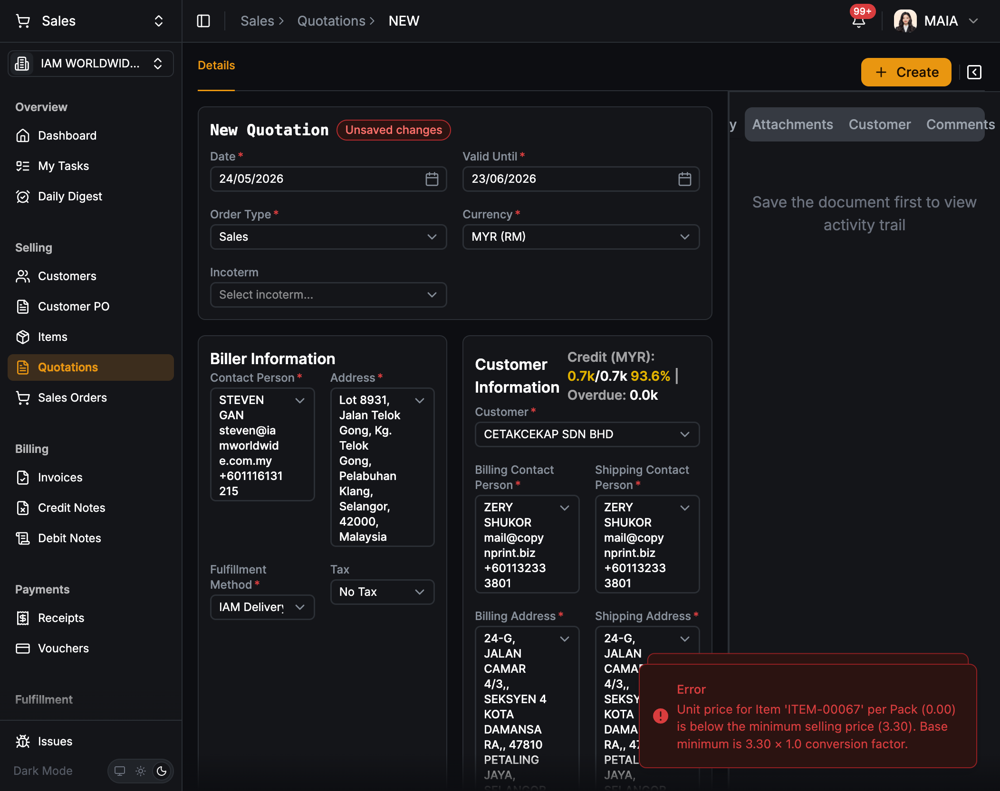 Sales
Sales
Quotations
NEW
99+
MAIA
IAM WORLDWID...
Details
Create
Overview
Dashboard
My Tasks
Daily Digest
Selling
Customers
Customer PO
Items
Quotations
Sales Orders
Billing
Invoices
Credit Notes
Debit Notes
Payments
Receipts
Vouchers
Fulfillment
Issues
Dark Mode
New Quotation
Unsaved changes
Date *
24/05/2026
Valid Until *
23/06/2026
Order Type *
Sales
Currency *
MYR (RM)
Incoterm
Select incoterm...
Biller Information
Contact Person *
STEVEN
GAN
steven@ia
mworldwid
e.com.my
+601116131
215
Address *
Lot 8931,
Jalan Telok
Gong, Kg.
Telok
Gong,
Pelabuhan
Klang,
Selangor,
42000,
Malaysia
Fulfillment
Method *
IAM Delivery
Tax
No Tax
Customer
Information
Credit (MYR):
0.7k/0.7k 93.6% |
Overdue: 0.0k
Customer *
CETAKCEKAP SDN BHD
Billing Contact
Person *
ZERY
SHUKOR
mail@copy
nprint.biz
+60113233
3801
Shipping Contact
Person *
ZERY
SHUKOR
mail@copy
nprint.biz
+60113233
3801
Billing Address *
24-G,
JALAN
CAMAR
4/3,,
SEKSYEN 4
KOTA
DAMANSA
RA,, 47810
PETALING
JAYA,
SELANGOR
Shipping Address *
24-G,
JALAN
CAMAR
4/3,,
SEKSY
KOTA
DAMA
RA,, 47
PETAL
JAYA,
SELANGOR
y
Attachments
Customer
Comments
Save the document first to view
activity trail
Error
Unit price for Item 'ITEM-00067' per Pack (0.00)
is below the minimum selling price (3.30). Base
minimum is 3.30 × 1.0 conversion factor.